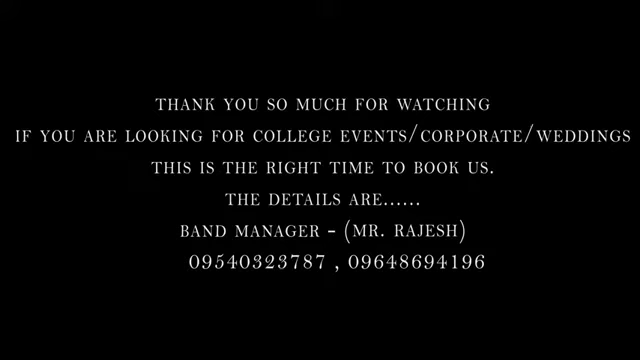 THANK YOU SO MUCH FOR WATCHING
IF YOU ARE LOOKING FOR COLLEGE EVENTS/CORPORATE/WEDDINGS
THIS IS THE RIGHT TIME TO BOOK US.
THE DETAILS ARE......
BAND MANAGER - (MR. RAJESH)
09540323787 , 09648694196